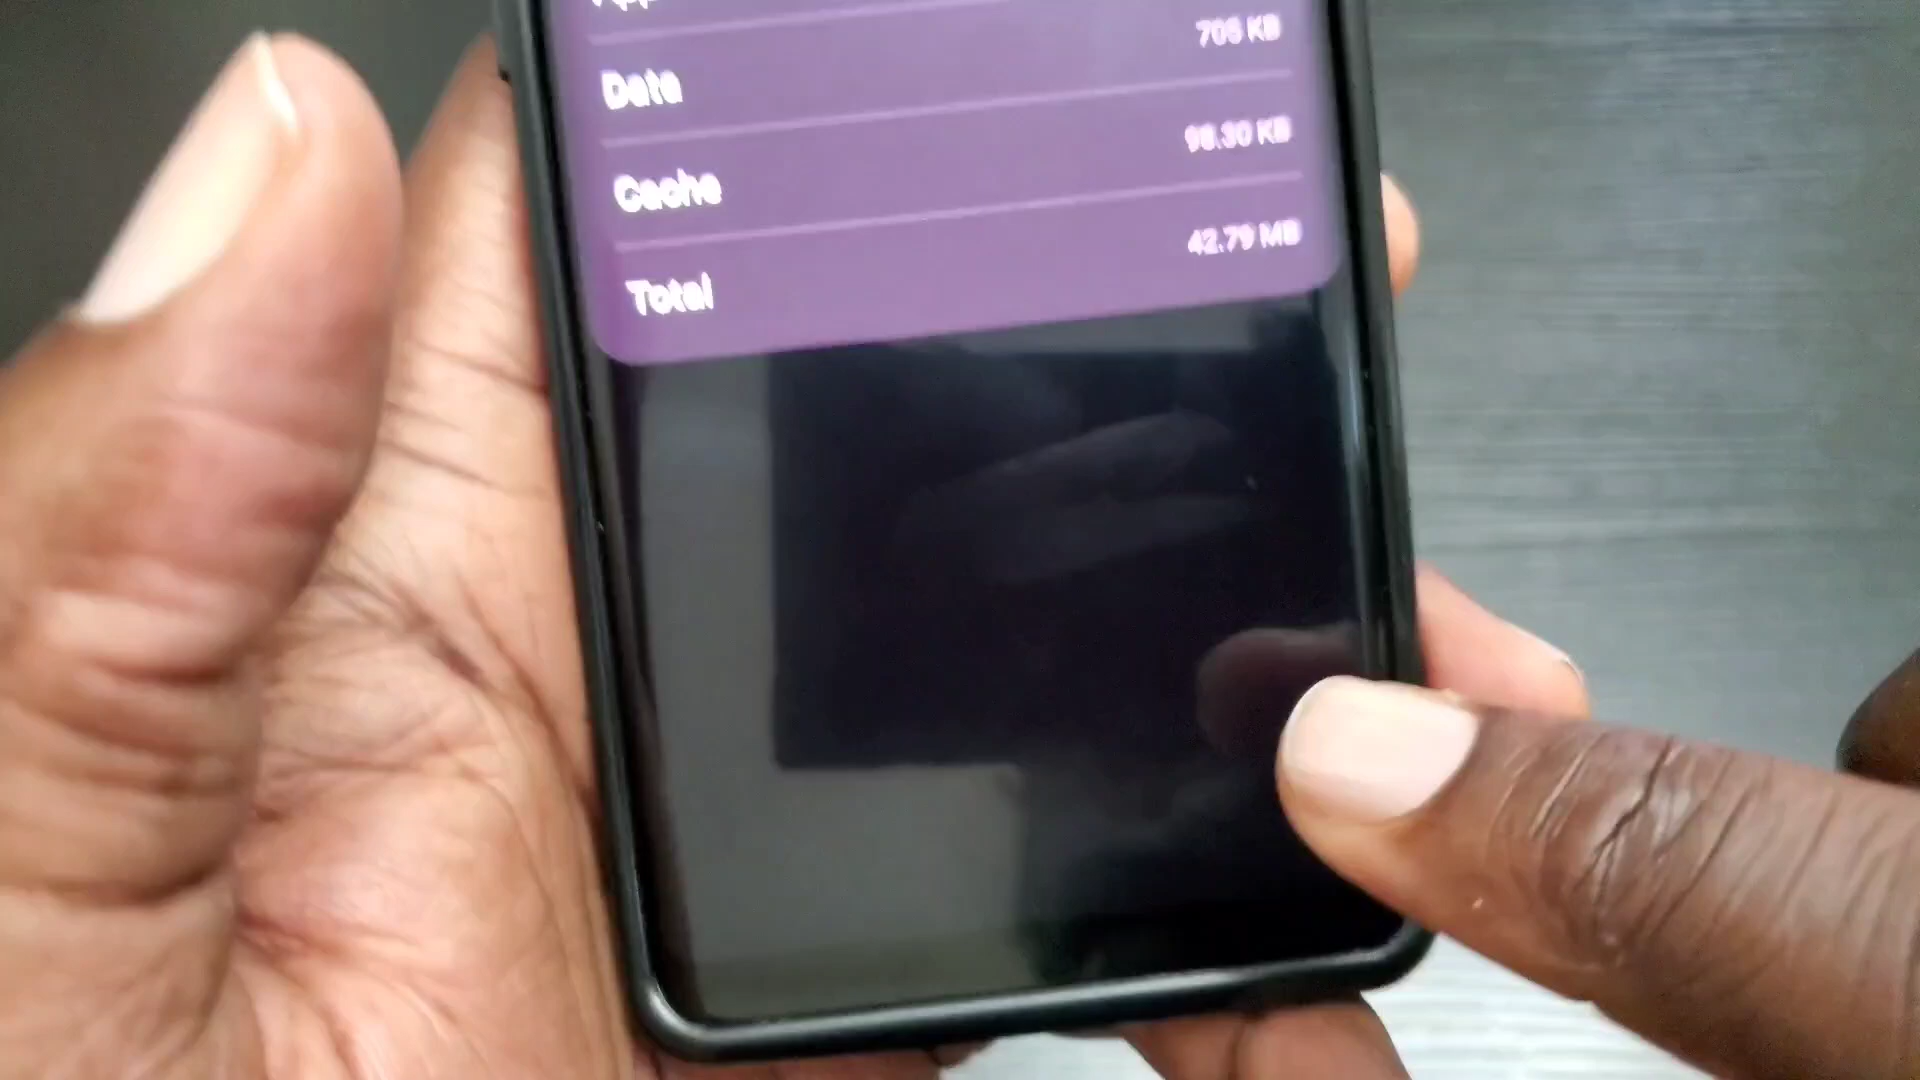 705 KB
Data
98.30 KB
Cache
42.79 MB
Total